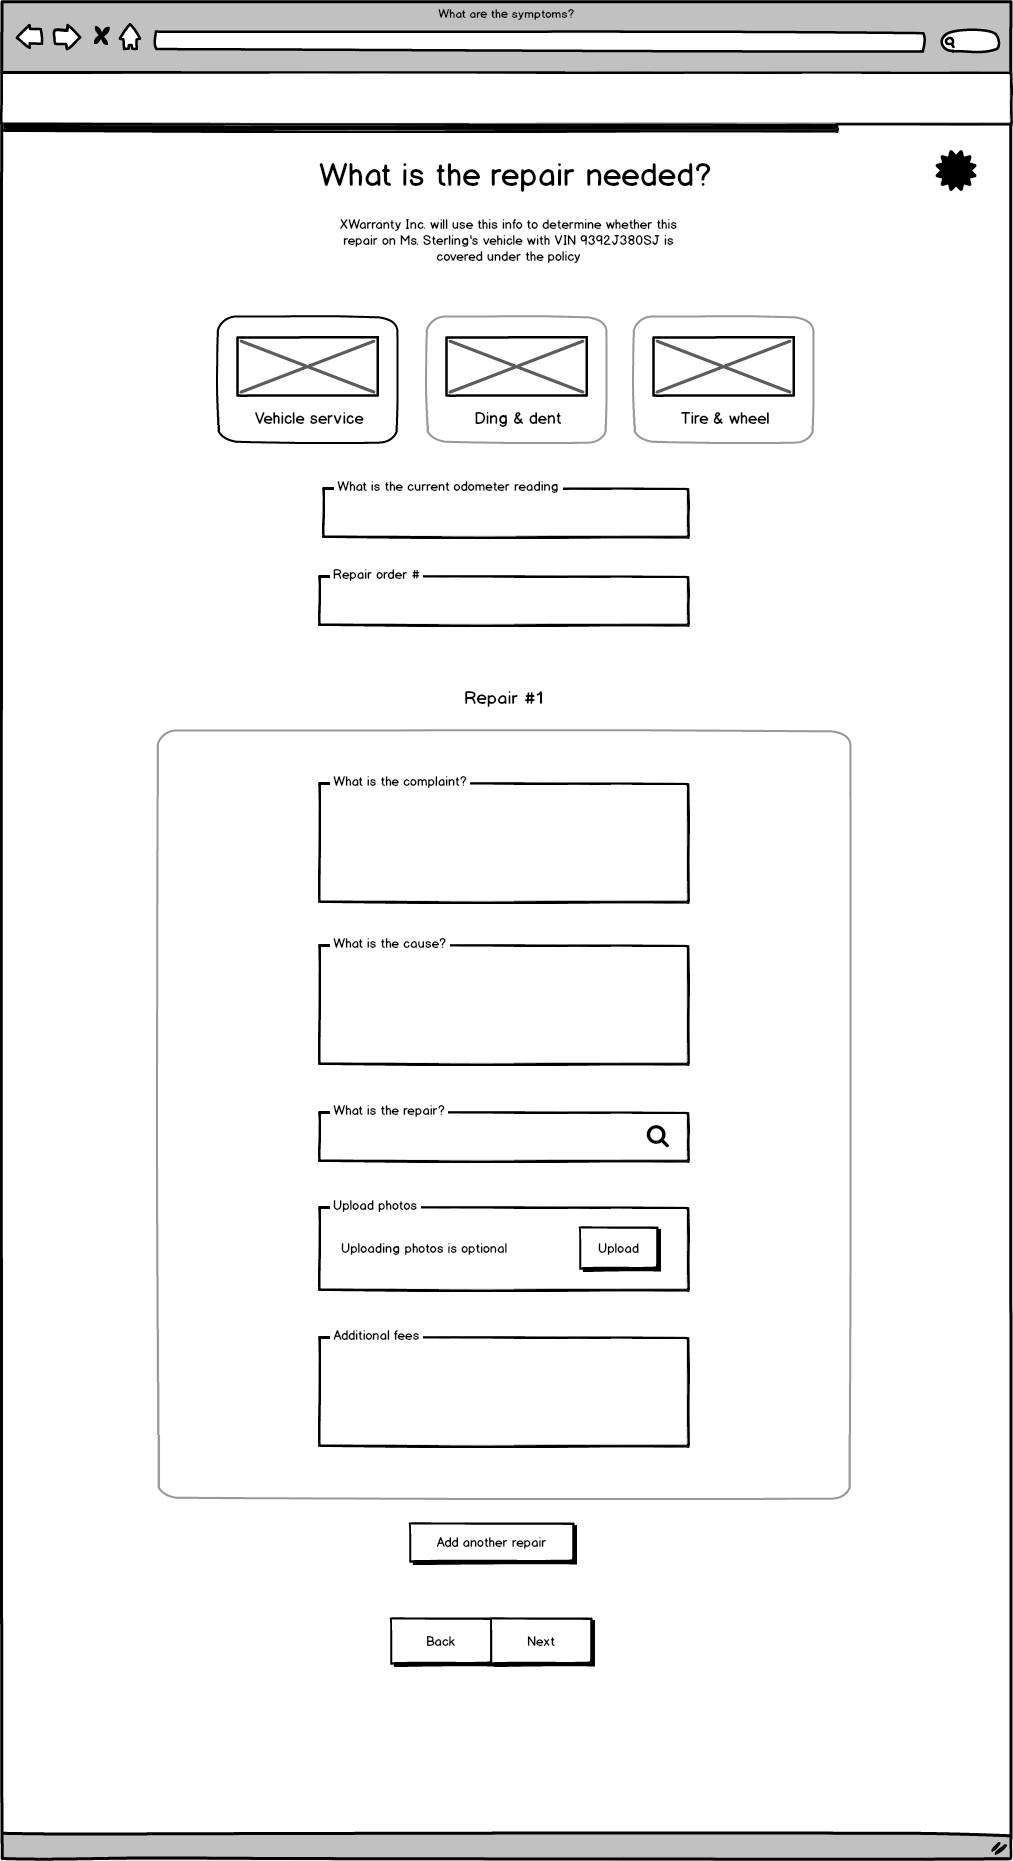 What are the symptoms?
What is the repair needed?
XWarranty Inc. will use this info to determine whether this
repair on Ms. Sterling's vehicle with VIN 9392J380SJ is
covered under the policy
Vehicle service
Ding & dent
Tire & wheel
What is the current odometer reading
Repair order #
Repair #1
What is the complaint?
What is the cause?
What is the repair?
Upload photos
Uploading photos is optional
Upload
Additional fees
Add another repair
Back
Next